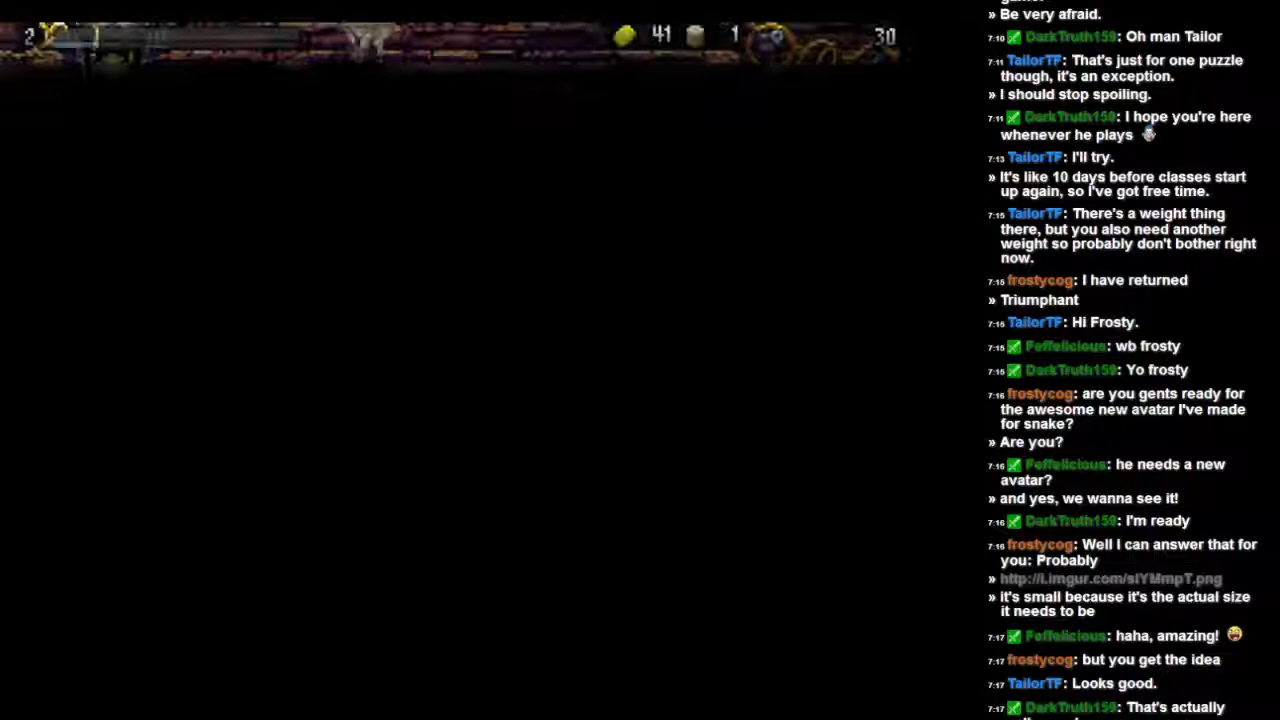 2 41 1 30
» Be very afraid.
7:10 DarkTruth159: Oh man Tailor
7:11 TailorTF: That's just for one puzzle
though, it's an exception.
» I should stop spoiling.
7:11 DarkTruth159: I hope you're here
whenever he plays
7:13 TailorTF: I'll try.
» It's like 10 days before classes start
up again, so I've got free time.
7:15 TailorTF: There's a weight thing
there, but you also need another
weight so probably don't bother right
now.
7:15 frostycog: I have returned
» Triumphant
7:15 TailorTF: Hi Frosty.
7:15 Feffelicious: wb frosty
7:15 DarkTruth159: Yo frosty
7:16 frostycog: are you gents ready for
the awesome new avatar I've made
for snake?
» Are you?
7:16 Feffelicious: he needs a new
avatar?
» and yes, we wanna see it!
7:16 DarkTruth159: I'm ready
7:16 frostycog: Well I can answer that for
you: Probably
» http://i.imgur.com/sIYMmpT.png
» it's small because it's the actual size
it needs to be
7:17 Feffelicious: haha, amazing!
7:17 frostycog: but you get the idea
7:17 TailorTF: Looks good.
7:17 DarkTruth159: That's actually